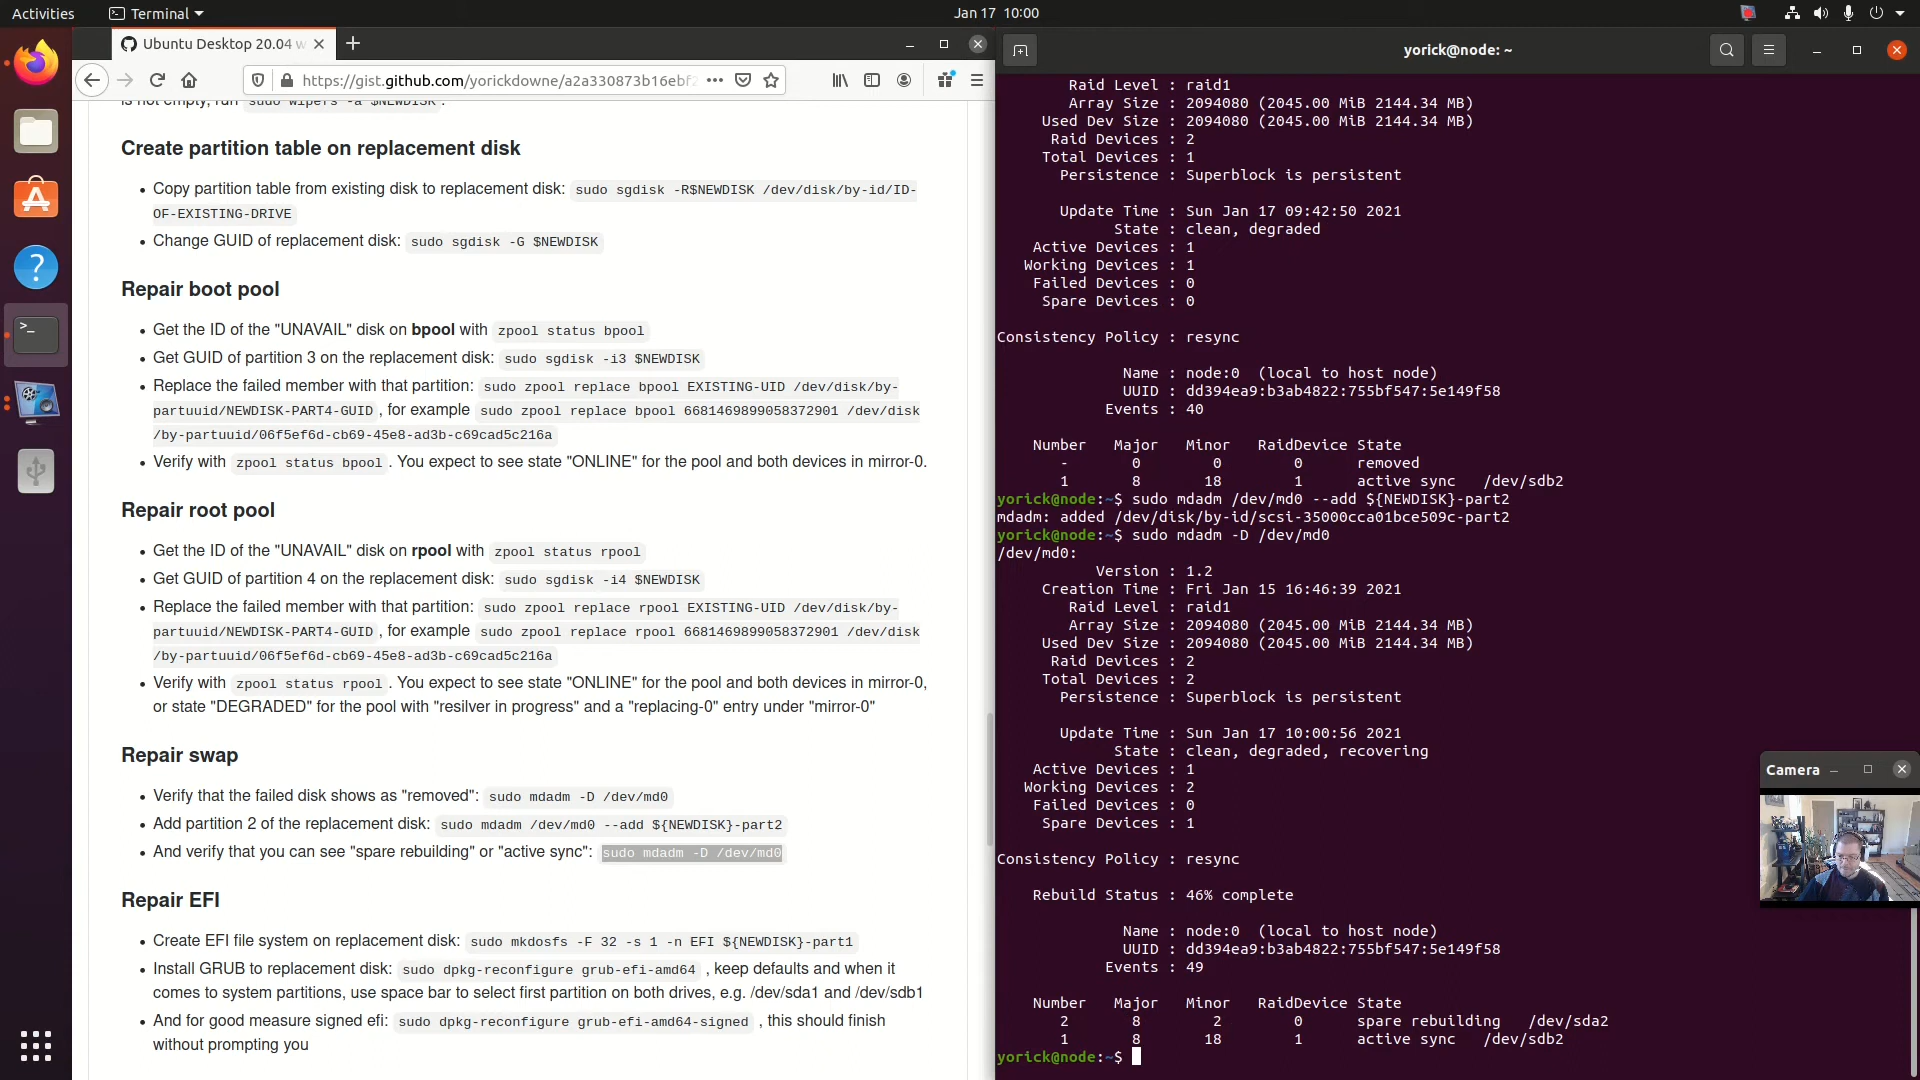 Activities
Terminal
Jan 17 10:00
Ubuntu Desktop 20.04 w
https://gist.github.com/yorickdowne/a2a330873b16ebf2
is not empty, run sudo wipefs -a $NEWDISK .
Create partition table on replacement disk
• Copy partition table from existing disk to replacement disk: sudo sgdisk -R$NEWDISK /dev/disk/by-id/ID-
OF-EXISTING-DRIVE
• Change GUID of replacement disk: sudo sgdisk -G $NEWDISK
Repair boot pool
• Get the ID of the "UNAVAIL" disk on bpool with zpool status bpool
• Get GUID of partition 3 on the replacement disk: sudo sgdisk -i3 $NEWDISK
• Replace the failed member with that partition: sudo zpool replace bpool EXISTING-UID /dev/disk/by-
partuuid/NEWDISK-PART4-GUID , for example sudo zpool replace bpool 6681469899058372901 /dev/disk
/by-partuuid/06f5ef6d-cb69-45e8-ad3b-c69cad5c216a
• Verify with zpool status bpool . You expect to see state "ONLINE" for the pool and both devices in mirror-0.
Repair root pool
• Get the ID of the "UNAVAIL" disk on rpool with zpool status rpool
• Get GUID of partition 4 on the replacement disk: sudo sgdisk -i4 $NEWDISK
• Replace the failed member with that partition: sudo zpool replace rpool EXISTING-UID /dev/disk/by-
partuuid/NEWDISK-PART4-GUID , for example sudo zpool replace rpool 6681469899058372901 /dev/disk
/by-partuuid/06f5ef6d-cb69-45e8-ad3b-c69cad5c216a
• Verify with zpool status rpool . You expect to see state "ONLINE" for the pool and both devices in mirror-0,
or state "DEGRADED" for the pool with "resilver in progress" and a "replacing-0" entry under "mirror-0"
Repair swap
• Verify that the failed disk shows as "removed": sudo mdadm -D /dev/md0
• Add partition 2 of the replacement disk: sudo mdadm /dev/md0 --add ${NEWDISK}-part2
• And verify that you can see "spare rebuilding" or "active sync": sudo mdadm -D /dev/md0
Repair EFI
• Create EFI file system on replacement disk: sudo mkdosfs -F 32 -s 1 -n EFI ${NEWDISK}-part1
• Install GRUB to replacement disk: sudo dpkg-reconfigure grub-efi-amd64 , keep defaults and when it
comes to system partitions, use space bar to select first partition on both drives, e.g. /dev/sda1 and /dev/sdb1
• And for good measure signed efi: sudo dpkg-reconfigure grub-efi-amd64-signed , this should finish
without prompting you
yorick@node: ~
Raid Level : raid1
Array Size : 2094080 (2045.00 MiB 2144.34 MB)
Used Dev Size : 2094080 (2045.00 MiB 2144.34 MB)
Raid Devices : 2
Total Devices : 1
Persistence : Superblock is persistent
Update Time : Sun Jan 17 09:42:50 2021
State : clean, degraded
Active Devices : 1
Working Devices : 1
Failed Devices : 0
Spare Devices : 0
Consistency Policy : resync
Name : node:0 (local to host node)
UUID : dd394ea9:b3ab4822:755bf547:5e149f58
Events : 40
Number Major Minor RaidDevice State
- 0 0 0 removed
1 8 18 1 active sync /dev/sdb2
yorick@node:~$ sudo mdadm /dev/md0 --add ${NEWDISK}-part2
mdadm: added /dev/disk/by-id/scsi-35000cca01bce509c-part2
yorick@node:~$ sudo mdadm -D /dev/md0
/dev/md0:
Version : 1.2
Creation Time : Fri Jan 15 16:46:39 2021
Raid Level : raid1
Array Size : 2094080 (2045.00 MiB 2144.34 MB)
Used Dev Size : 2094080 (2045.00 MiB 2144.34 MB)
Raid Devices : 2
Total Devices : 2
Persistence : Superblock is persistent
Update Time : Sun Jan 17 10:00:56 2021
State : clean, degraded, recovering
Active Devices : 1
Working Devices : 2
Failed Devices : 0
Spare Devices : 1
Consistency Policy : resync
Rebuild Status : 46% complete
Name : node:0 (local to host node)
UUID : dd394ea9:b3ab4822:755bf547:5e149f58
Events : 49
Number Major Minor RaidDevice State
2 8 2 0 spare rebuilding /dev/sda2
1 8 18 1 active sync /dev/sdb2
yorick@node:~$
Camera